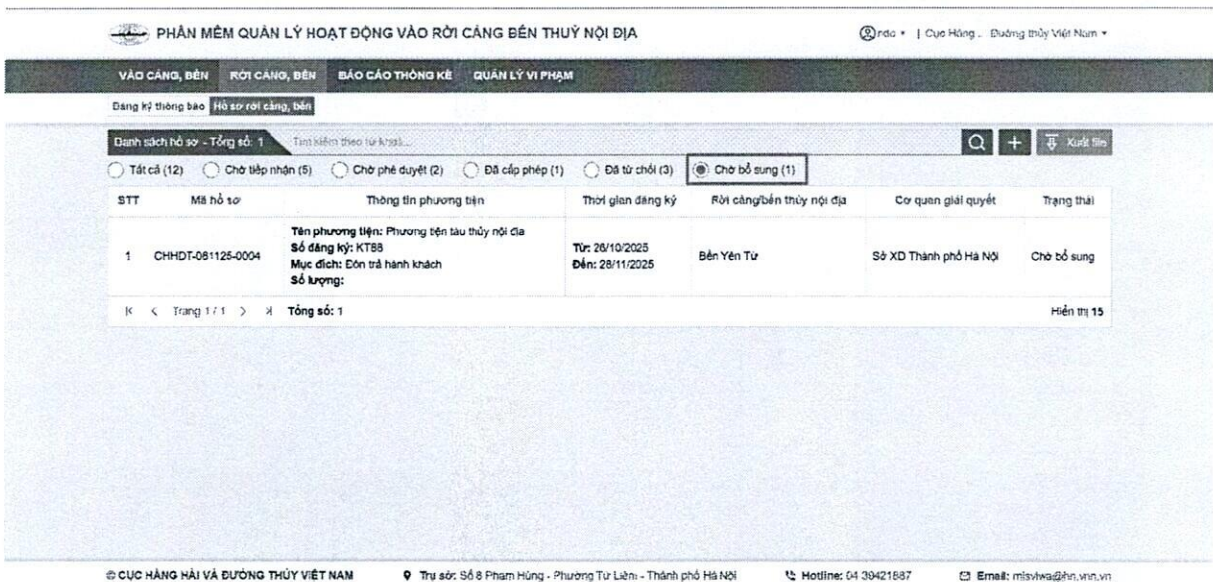 PHẦN MỀM QUẢN LÝ HOẠT ĐỘNG VÀO RỜI CẢNG BẾN THUỶ NỘI ĐỊA
Cục Hàng .. Đường thủy Việt Nam
VÀO CẢNG, BẾN RỜI CẢNG, BẾN BÁO CÁO THỐNG KÊ QUẢN LÝ VI PHẠM
Đăng ký thông báo Hồ sơ rời cảng, bến
Danh sách hồ sơ - Tổng số: 1 Tìm kiếm theo từ khoá... Xuất file
Tất cả (12) Chờ tiếp nhận (5) Chờ phê duyệt (2) Đã cấp phép (1) Đã từ chối (3) Chờ bổ sung (1)
STT Mã hồ sơ Thông tin phương tiện Thời gian đăng ký Rời cảng/bến thủy nội địa Cơ quan giải quyết Trạng thái
Tên phương tiện: Phương tiện tàu thủy nội địa
Số đăng ký: KT88
1 CHHDT-081125-0004 Từ: 26/10/2025 Bến Yên Từ Sở XD Thành phố Hà Nội Chờ bổ sung
Mục đích: Đón trả hành khách Đến: 28/11/2025
Số lượng:
Trang 1 / 1 Tổng số: 1 Hiển thị 15
© CỤC HÀNG HẢI VÀ ĐƯỜNG THỦY VIỆT NAM Trụ sở: Số 8 Phạm Hùng - Phường Từ Liêm - Thành phố Hà Nội Hotline: 04 39421887 Email: misviwa@hn.vnn.vn